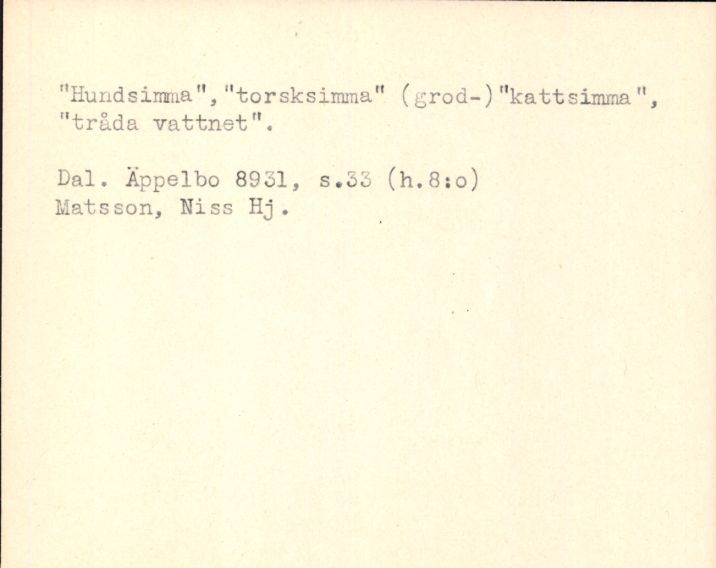 "Hundsimma","torsksimma" (grod-)"kattsimma",
"tråda vattnet".
Dal. Äppelbo 8931, s.33 (h.8:o)
Matsson, Niss Hj.